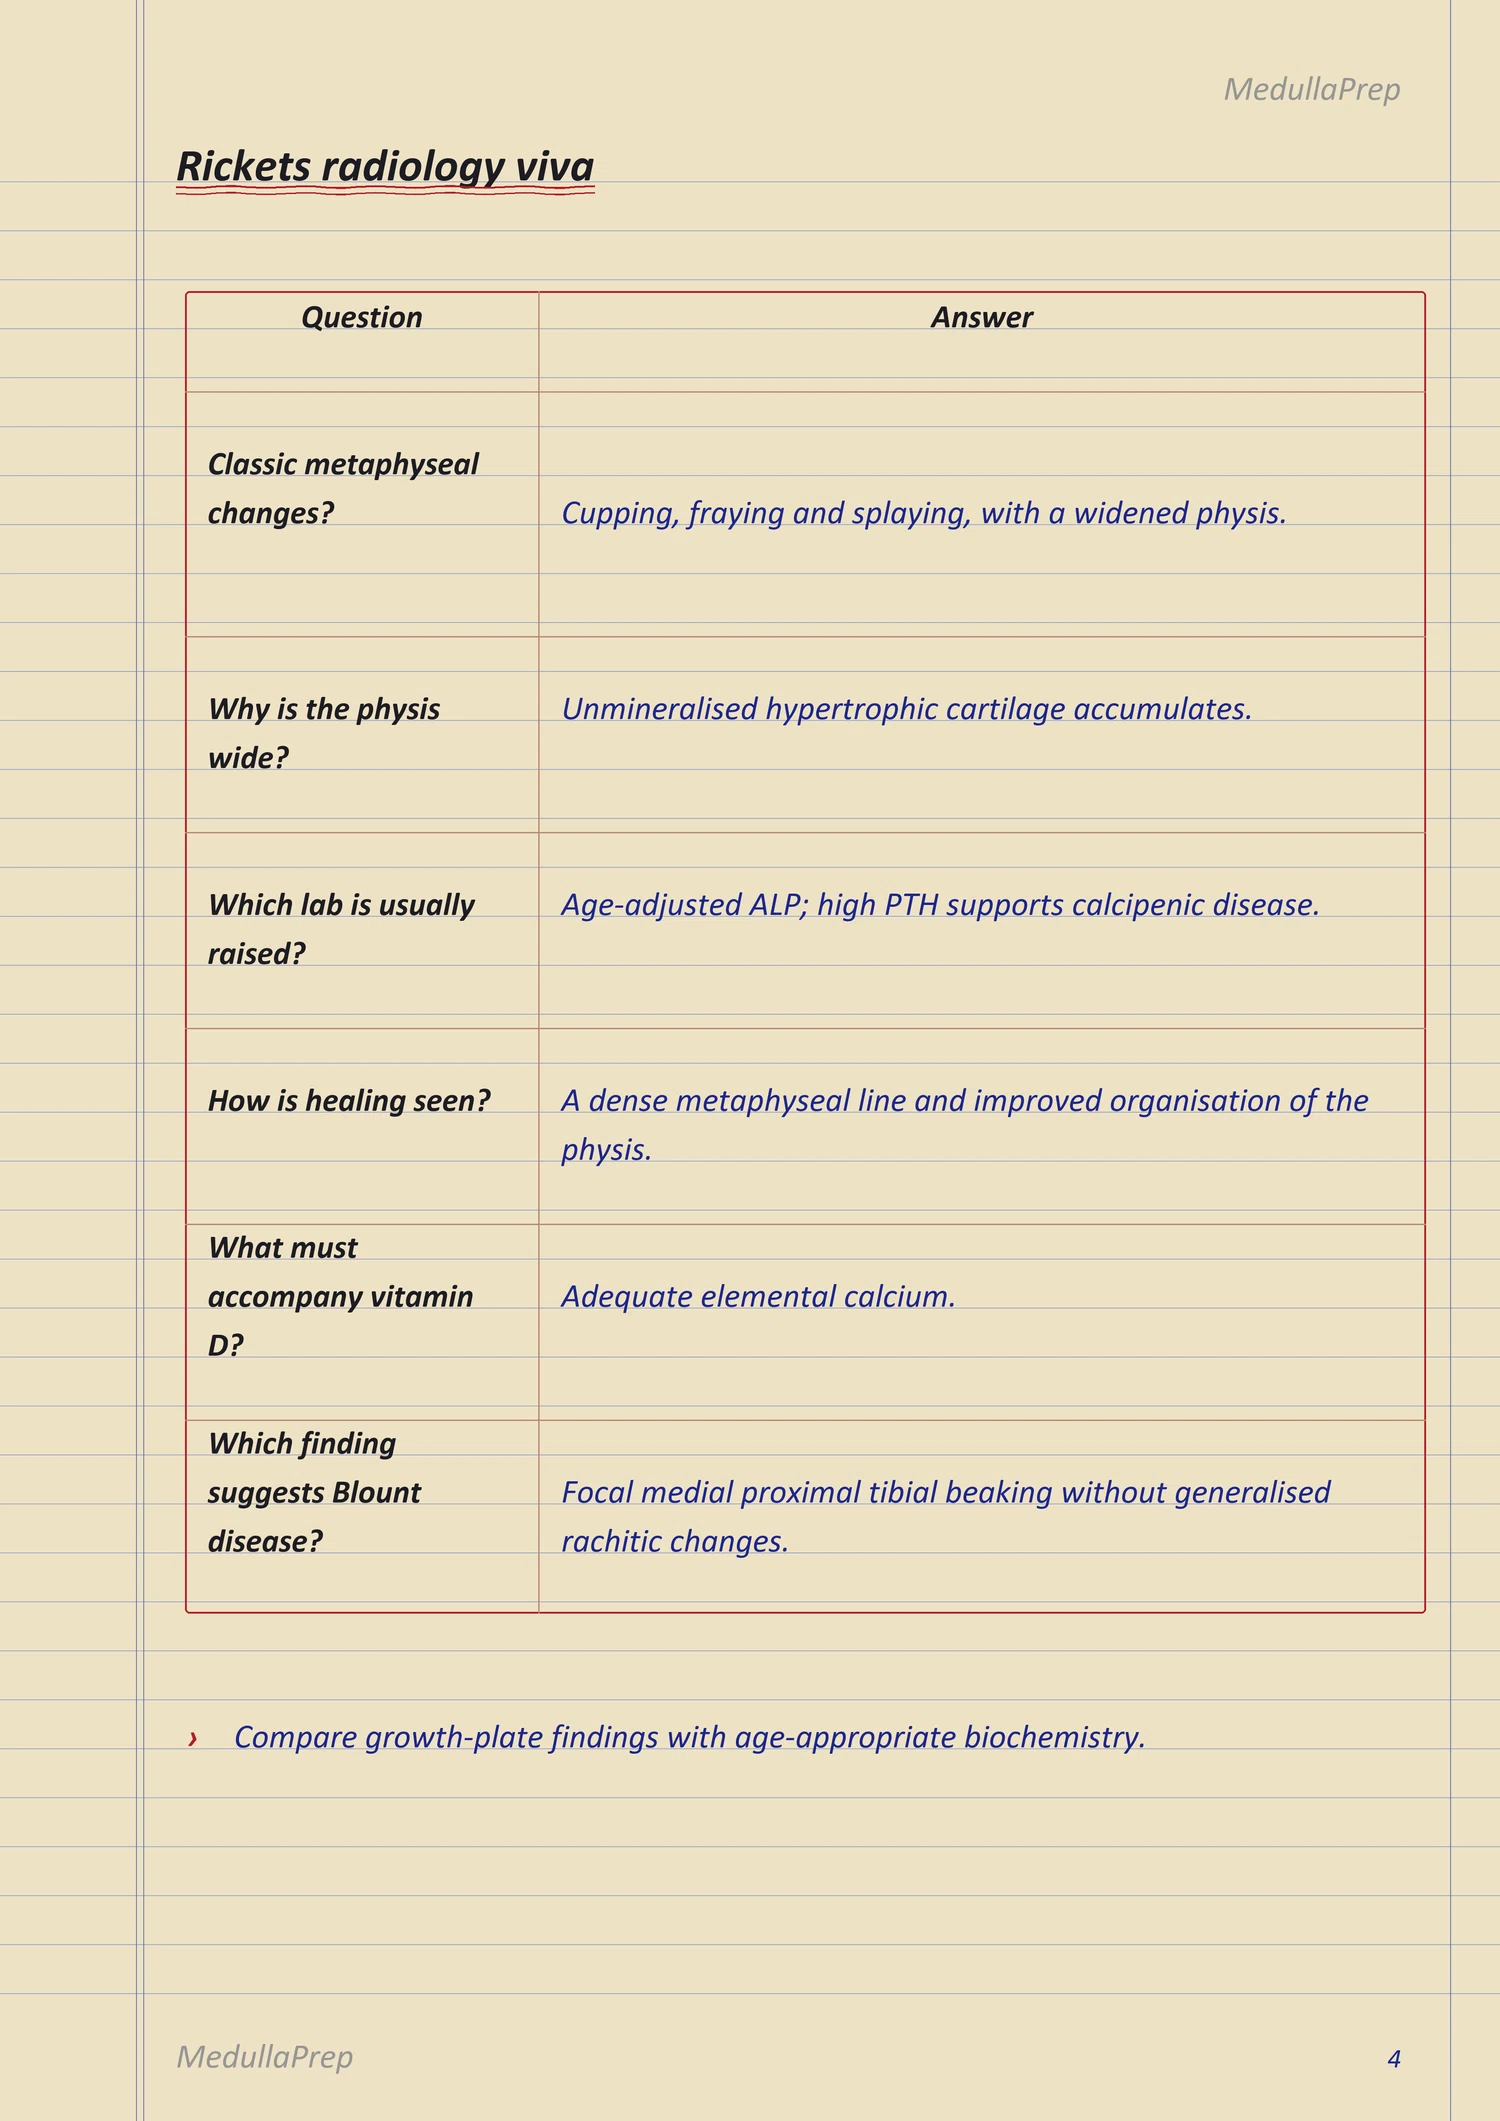 MedullaPrep
Rickets radiology viva
Question
Answer
Classic metaphyseal
changes?
Cupping, fraying and splaying, with a widened physis.
Why is the physis
wide?
Unmineralised hypertrophic cartilage accumulates.
Which lab is usually
raised?
Age-adjusted ALP; high PTH supports calcipenic disease.
How is healing seen?
A dense metaphyseal line and improved organisation of the
physis.
What must
accompany vitamin
D?
Adequate elemental calcium.
Which finding
suggests Blount
disease?
Focal medial proximal tibial beaking without generalised
rachitic changes.
› Compare growth-plate findings with age-appropriate biochemistry.
MedullaPrep
4